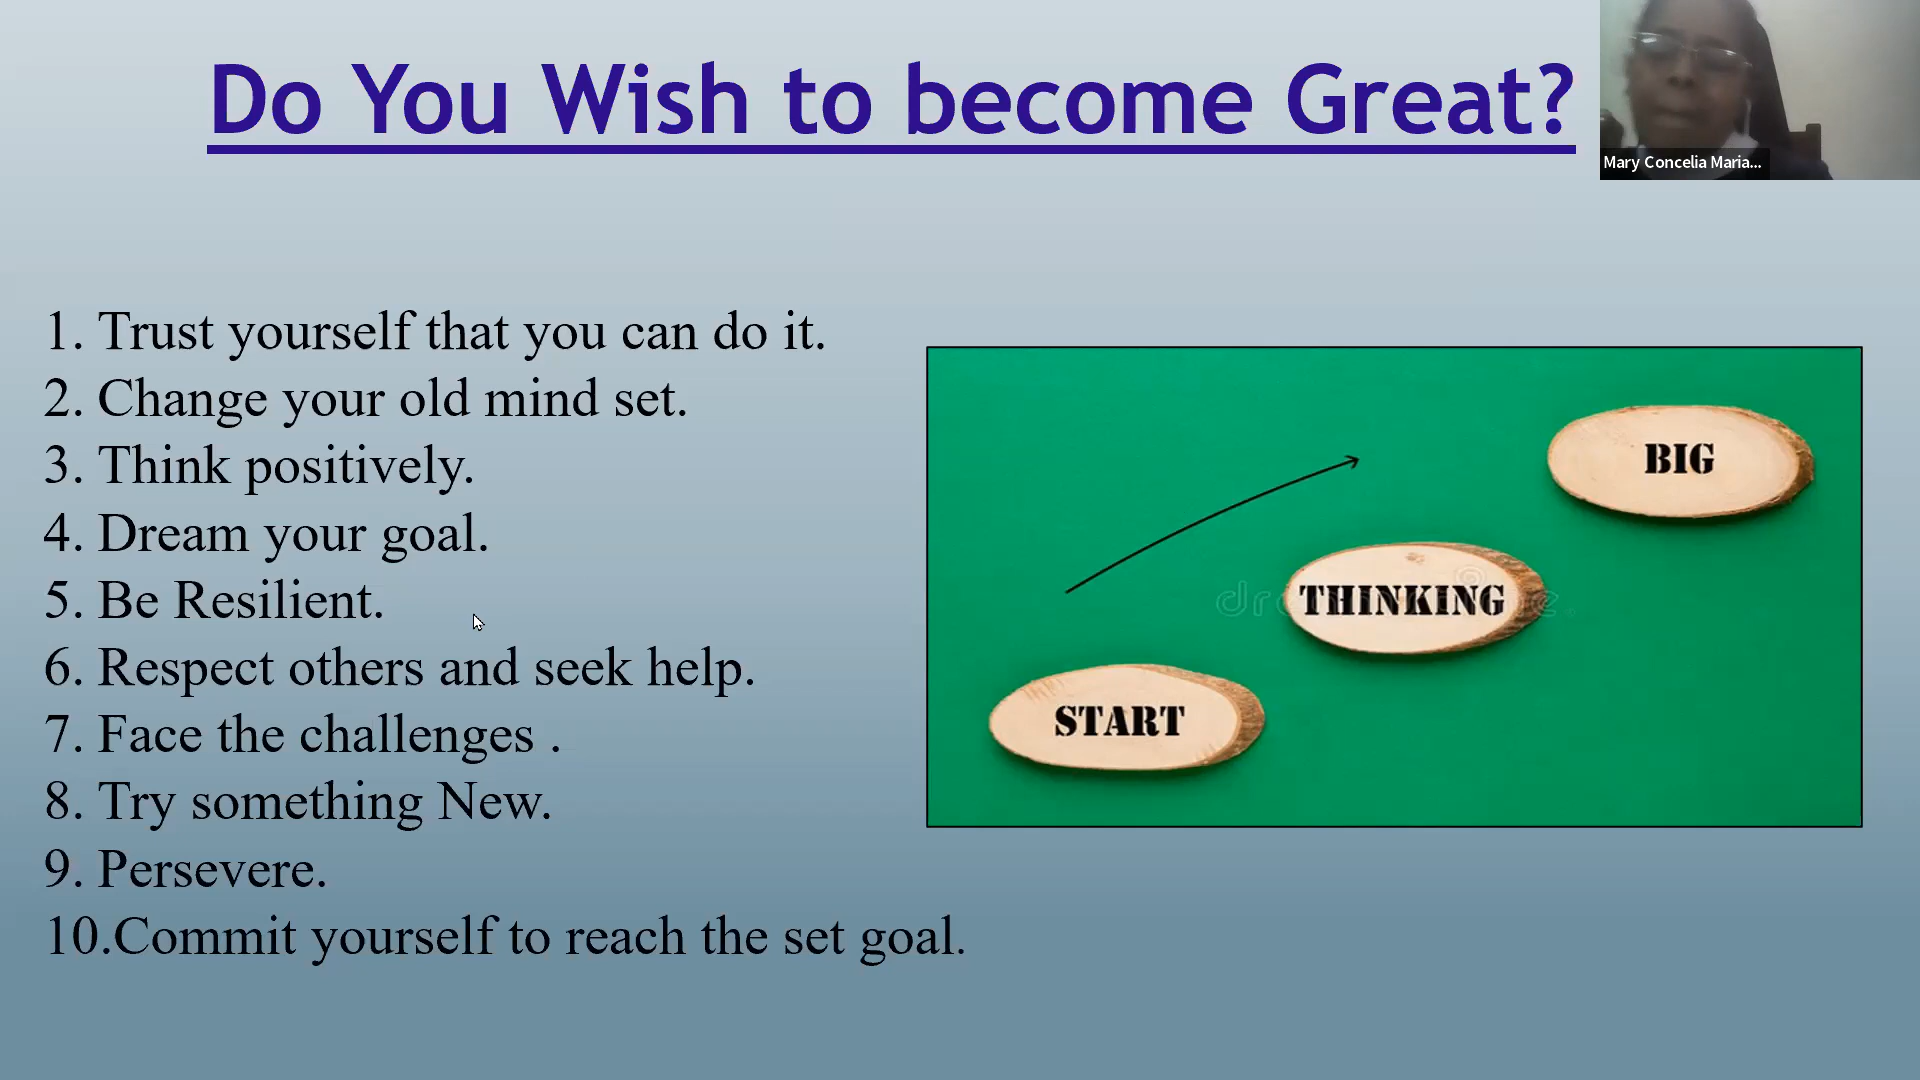 Do You Wish to become Great?
Mary Concelia Maria...
1. Trust yourself that you can do it.
2. Change your old mind set.
3. Think positively.
4. Dream your goal.
5. Be Resilient.
6. Respect others and seek help.
7. Face the challenges .
8. Try something New.
9. Persevere.
10.Commit yourself to reach the set goal.
BIG
THINKING
START